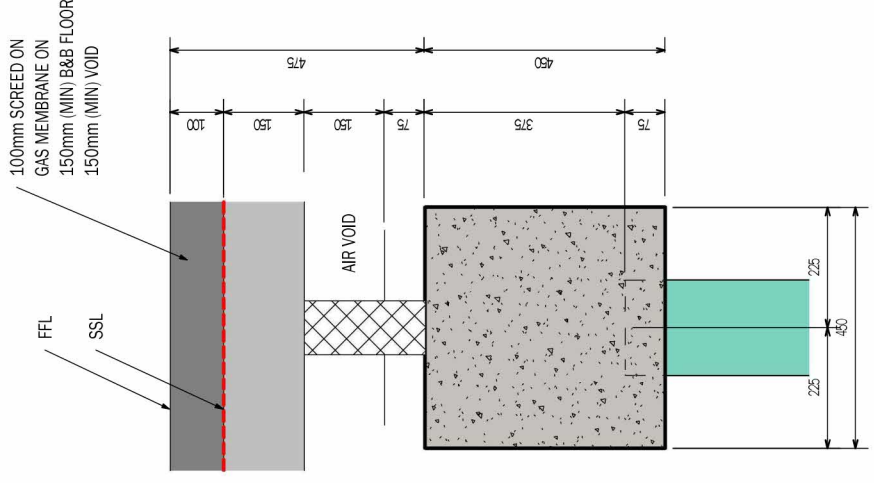 100mm SCREED ON
GAS MEMBRANE ON
150mm (MIN) B&B FLOOR
150mm (MIN) VOID
FFL
SSL
AIR VOID
475
450
100
150
150
75
375
75
225
225
450